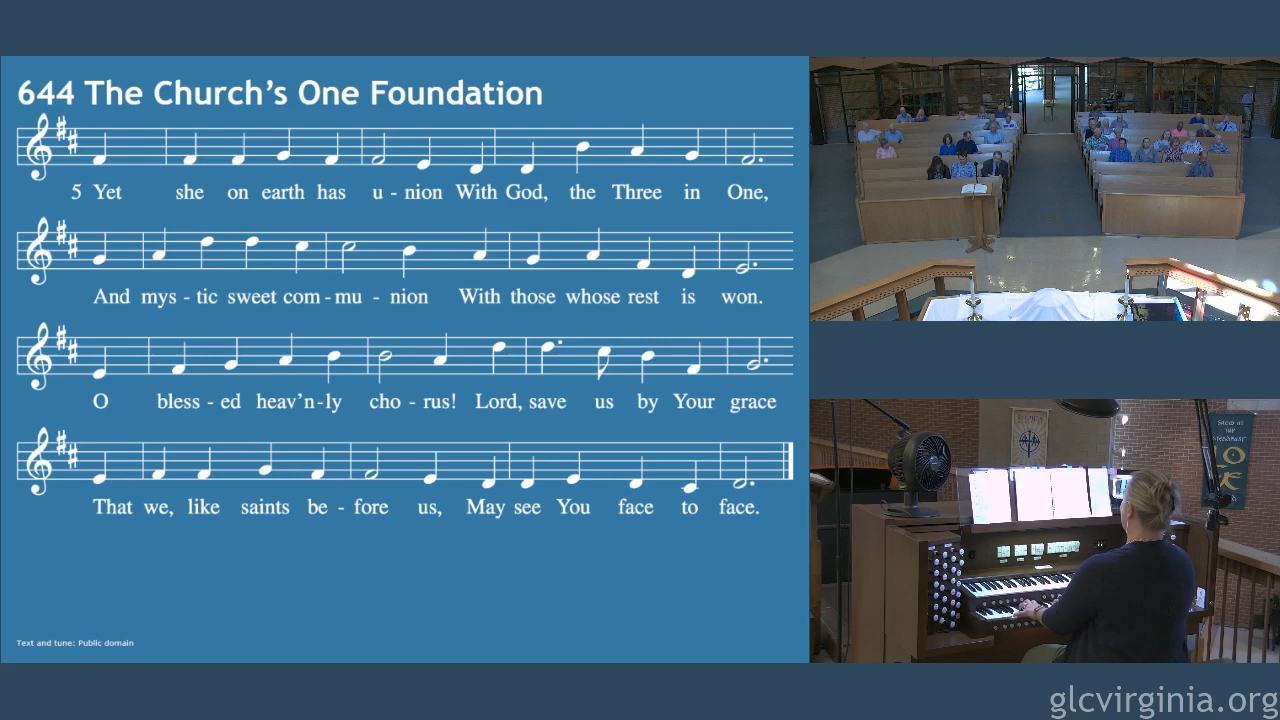 644 The Church's One Foundation
5 Yet she on earth has u - nion With God, the Three in One,
And mys - tic sweet com - mu - nion With those whose rest is won.
O bless - ed heav'n - ly cho - rus! Lord, save us by Your grace
That we, like saints be - fore us, May see You face to face.
Text and tune: Public domain
glcvirginia.org